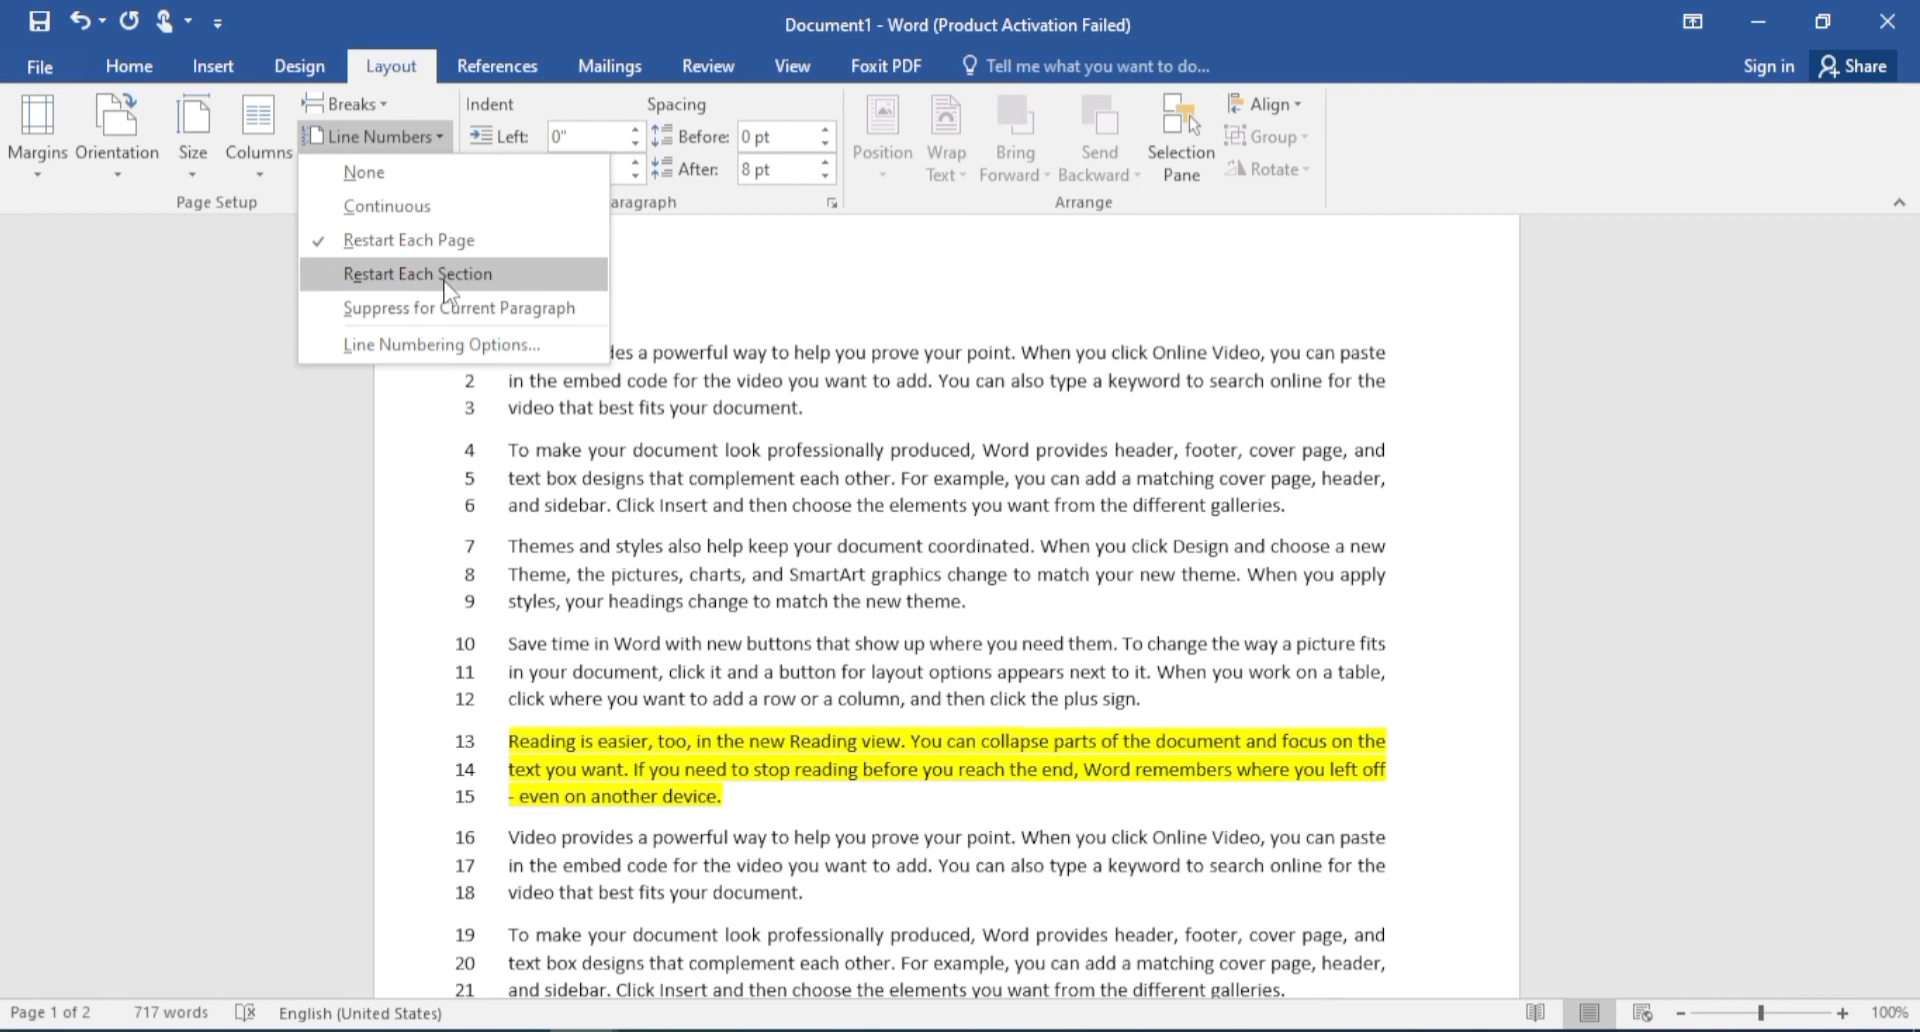 Document1 - Word (Product Activation Failed)
File Home Insert Design Layout References Mailings Review View Foxit PDF Tell me what you want to do... Sign in Share
Margins Orientation Size Columns
Breaks
Line Numbers
Page Setup
Indent
Left: 0"
Spacing
Before: 0 pt
After: 8 pt
aragraph
Position Wrap Text Bring Forward Send Backward Selection Pane
Align
Group
Rotate
Arrange
None
Continuous
Restart Each Page
Restart Each Section
Suppress for Current Paragraph
Line Numbering Options...
des a powerful way to help you prove your point. When you click Online Video, you can paste
2 in the embed code for the video you want to add. You can also type a keyword to search online for the
3 video that best fits your document.
4 To make your document look professionally produced, Word provides header, footer, cover page, and
5 text box designs that complement each other. For example, you can add a matching cover page, header,
6 and sidebar. Click Insert and then choose the elements you want from the different galleries.
7 Themes and styles also help keep your document coordinated. When you click Design and choose a new
8 Theme, the pictures, charts, and SmartArt graphics change to match your new theme. When you apply
9 styles, your headings change to match the new theme.
10 Save time in Word with new buttons that show up where you need them. To change the way a picture fits
11 in your document, click it and a button for layout options appears next to it. When you work on a table,
12 click where you want to add a row or a column, and then click the plus sign.
13 Reading is easier, too, in the new Reading view. You can collapse parts of the document and focus on the
14 text you want. If you need to stop reading before you reach the end, Word remembers where you left off
15 - even on another device.
16 Video provides a powerful way to help you prove your point. When you click Online Video, you can paste
17 in the embed code for the video you want to add. You can also type a keyword to search online for the
18 video that best fits your document.
19 To make your document look professionally produced, Word provides header, footer, cover page, and
20 text box designs that complement each other. For example, you can add a matching cover page, header,
21 and sidebar. Click Insert and then choose the elements you want from the different galleries.
Page 1 of 2 717 words English (United States) 100%